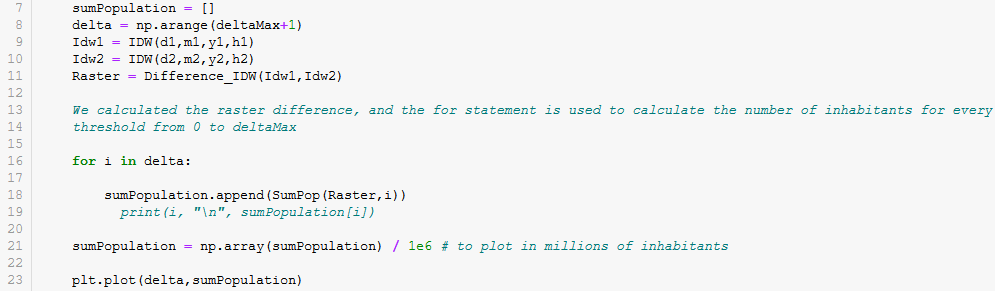 7 sumPopulation = []
8 delta = np.arange(deltaMax+1)
9 Idw1 = IDW(d1,m1,y1,h1)
10 Idw2 = IDW(d2,m2,y2,h2)
11 Raster = Difference_IDW(Idw1,Idw2)
12
13 We calculated the raster difference, and the for statement is used to calculate the number of inhabitants for every
14 threshold from 0 to deltaMax
15
16 for i in delta:
17
18 sumPopulation.append(SumPop(Raster,i))
19 print(i, "\n", sumPopulation[i])
20
21 sumPopulation = np.array(sumPopulation) / 1e6 # to plot in millions of inhabitants
22
23 plt.plot(delta,sumPopulation)